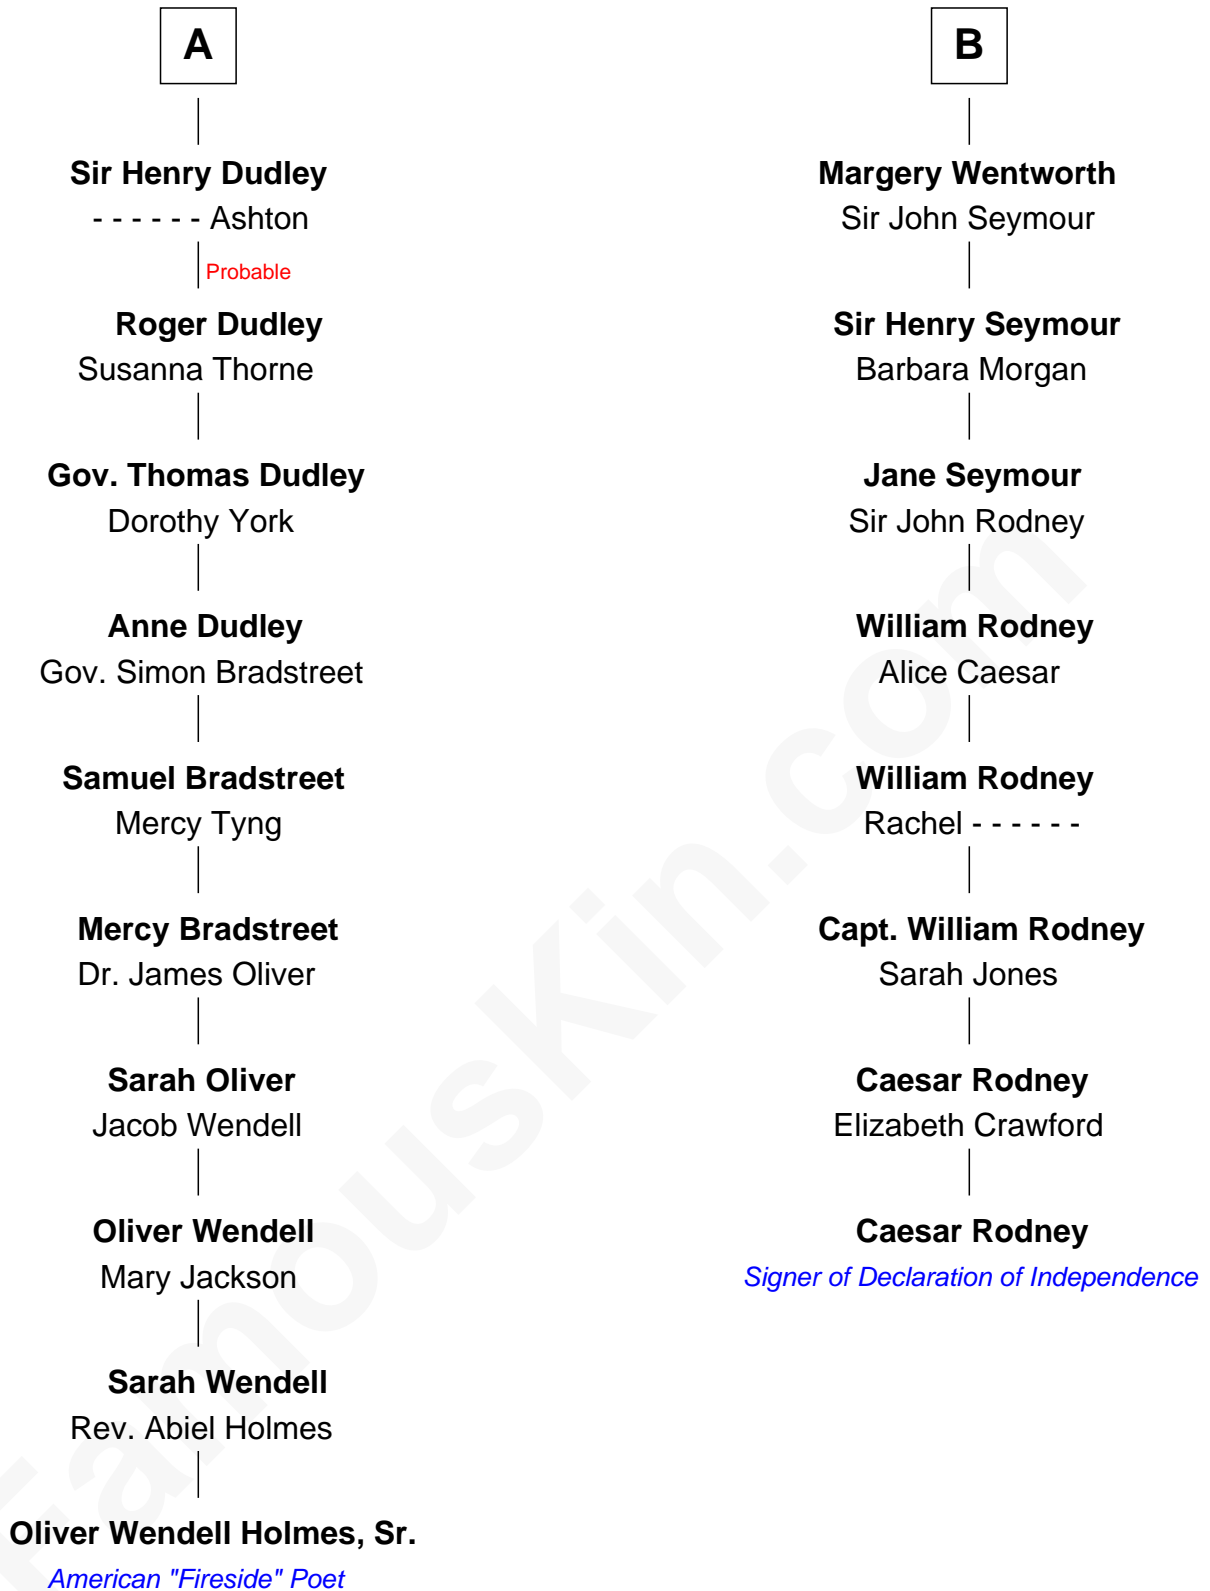 A
Sir Henry Dudley
- - - - - - Ashton
Probable
Roger Dudley
Susanna Thorne
Gov. Thomas Dudley
Dorothy York
Anne Dudley
Gov. Simon Bradstreet
Samuel Bradstreet
Mercy Tyng
Mercy Bradstreet
Dr. James Oliver
Sarah Oliver
Jacob Wendell
Oliver Wendell
Mary Jackson
Sarah Wendell
Rev. Abiel Holmes
Oliver Wendell Holmes, Sr.
American "Fireside" Poet
B
Margery Wentworth
Sir John Seymour
Sir Henry Seymour
Barbara Morgan
Jane Seymour
Sir John Rodney
William Rodney
Alice Caesar
William Rodney
Rachel - - - - - -
Capt. William Rodney
Sarah Jones
Caesar Rodney
Elizabeth Crawford
Caesar Rodney
Signer of Declaration of Independence
FamousKin.com